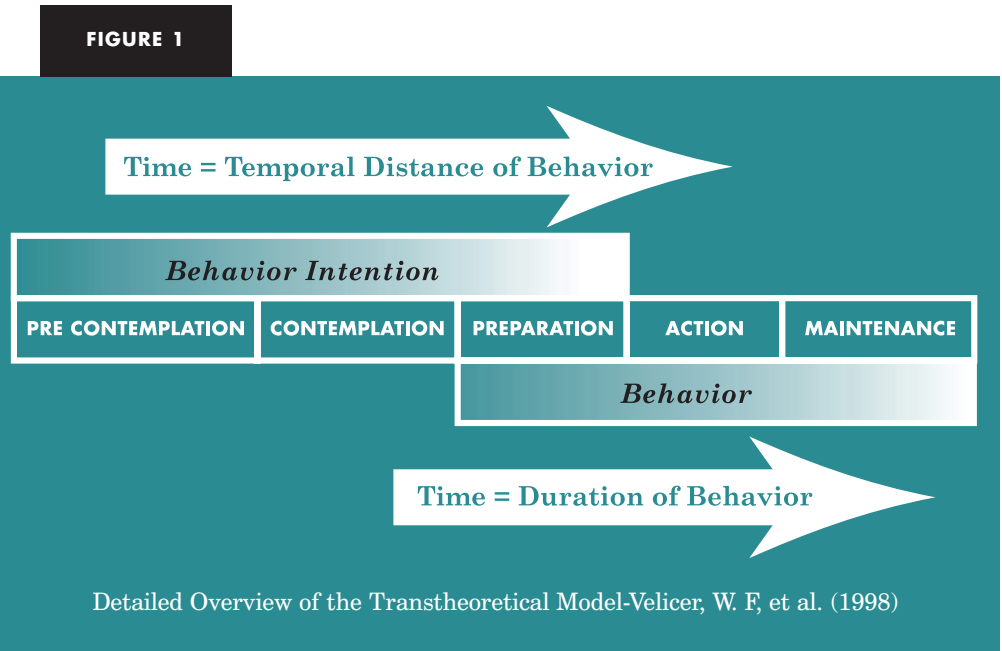 FIGURE 1
Time = Temporal Distance of Behavior
Behavior Intention
PRE CONTEMPLATION CONTEMPLATION PREPARATION ACTION MAINTENANCE
Behavior
Time = Duration of Behavior
Detailed Overview of the Transtheoretical Model-Velicer, W. F, et al. (1998)